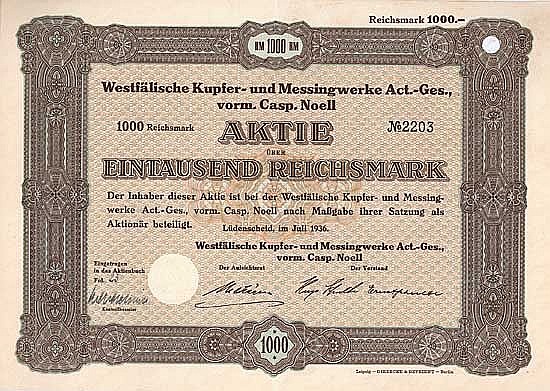 Reichsmark 1000.—
RM 1000 RM
Westfälische Kupfer- und Messingwerke Act.-Ges.,
vorm. Casp. Noell
1000 Reichsmark AKTIE №2203
ÜBER
EINTAUSEND REICHSMARK
Der Inhaber dieser Aktie ist bei der Westfälische Kupfer- und Messing-
werke Act.-Ges., vorm. Casp. Noell nach Maßgabe ihrer Satzung als
Aktionär beteiligt.
Lüdenscheid, im Juli 1936.
Westfälische Kupfer- und Messingwerke Act.-Ges.,
vorm. Casp. Noell
Eingetragen
in das Aktienbuch
Fol.
Kontrollbeamter
Der Aufsichtsrat Der Vorstand
1000
Leipzig – GIESECKE & DEVRIENT – Berlin